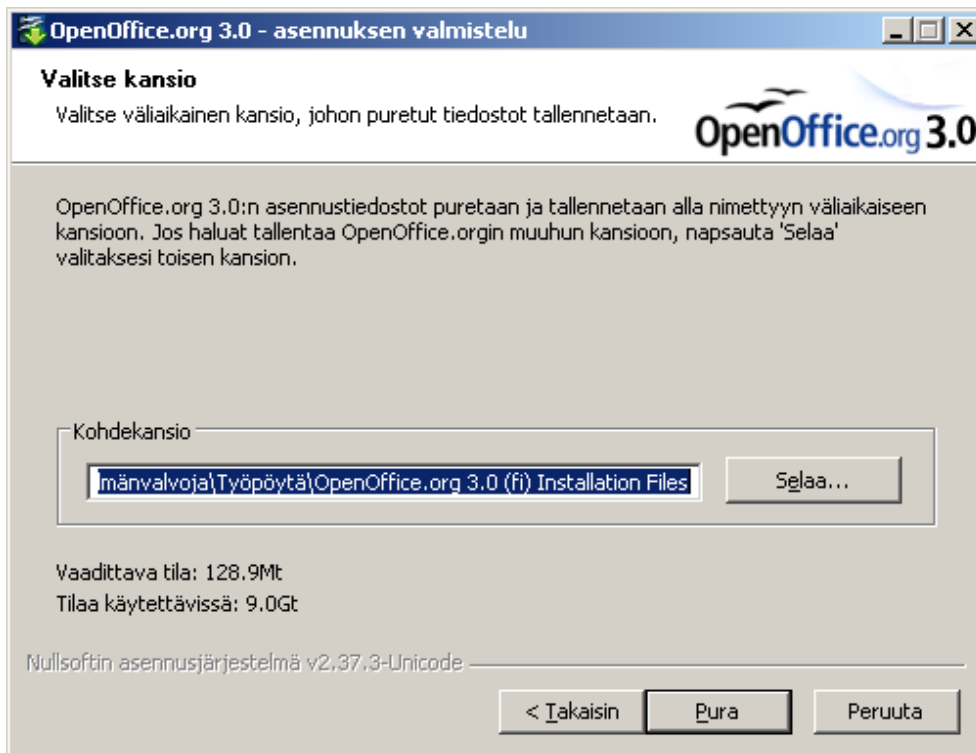 OpenOffice.org 3.0 - asennuksen valmistelu
Valitse kansio
Valitse väliaikainen kansio, johon puretut tiedostot tallennetaan.
OpenOffice.org 3.0
OpenOffice.org 3.0:n asennustiedostot puretaan ja tallennetaan alla nimettyyn väliaikaiseen
kansioon. Jos haluat tallentaa OpenOffice.orgin muuhun kansioon, napsauta 'Selaa'
valitaksesi toisen kansion.
Kohdekansio
mänvalvoja\Työpöytä\OpenOffice.org 3.0 (fi) Installation Files
Selaa...
Vaadittava tila: 128.9Mt
Tilaa käytettävissä: 9.0Gt
Nullsoftin asennusjärjestelmä v2.37.3-Unicode
< Takaisin
Pura
Peruuta